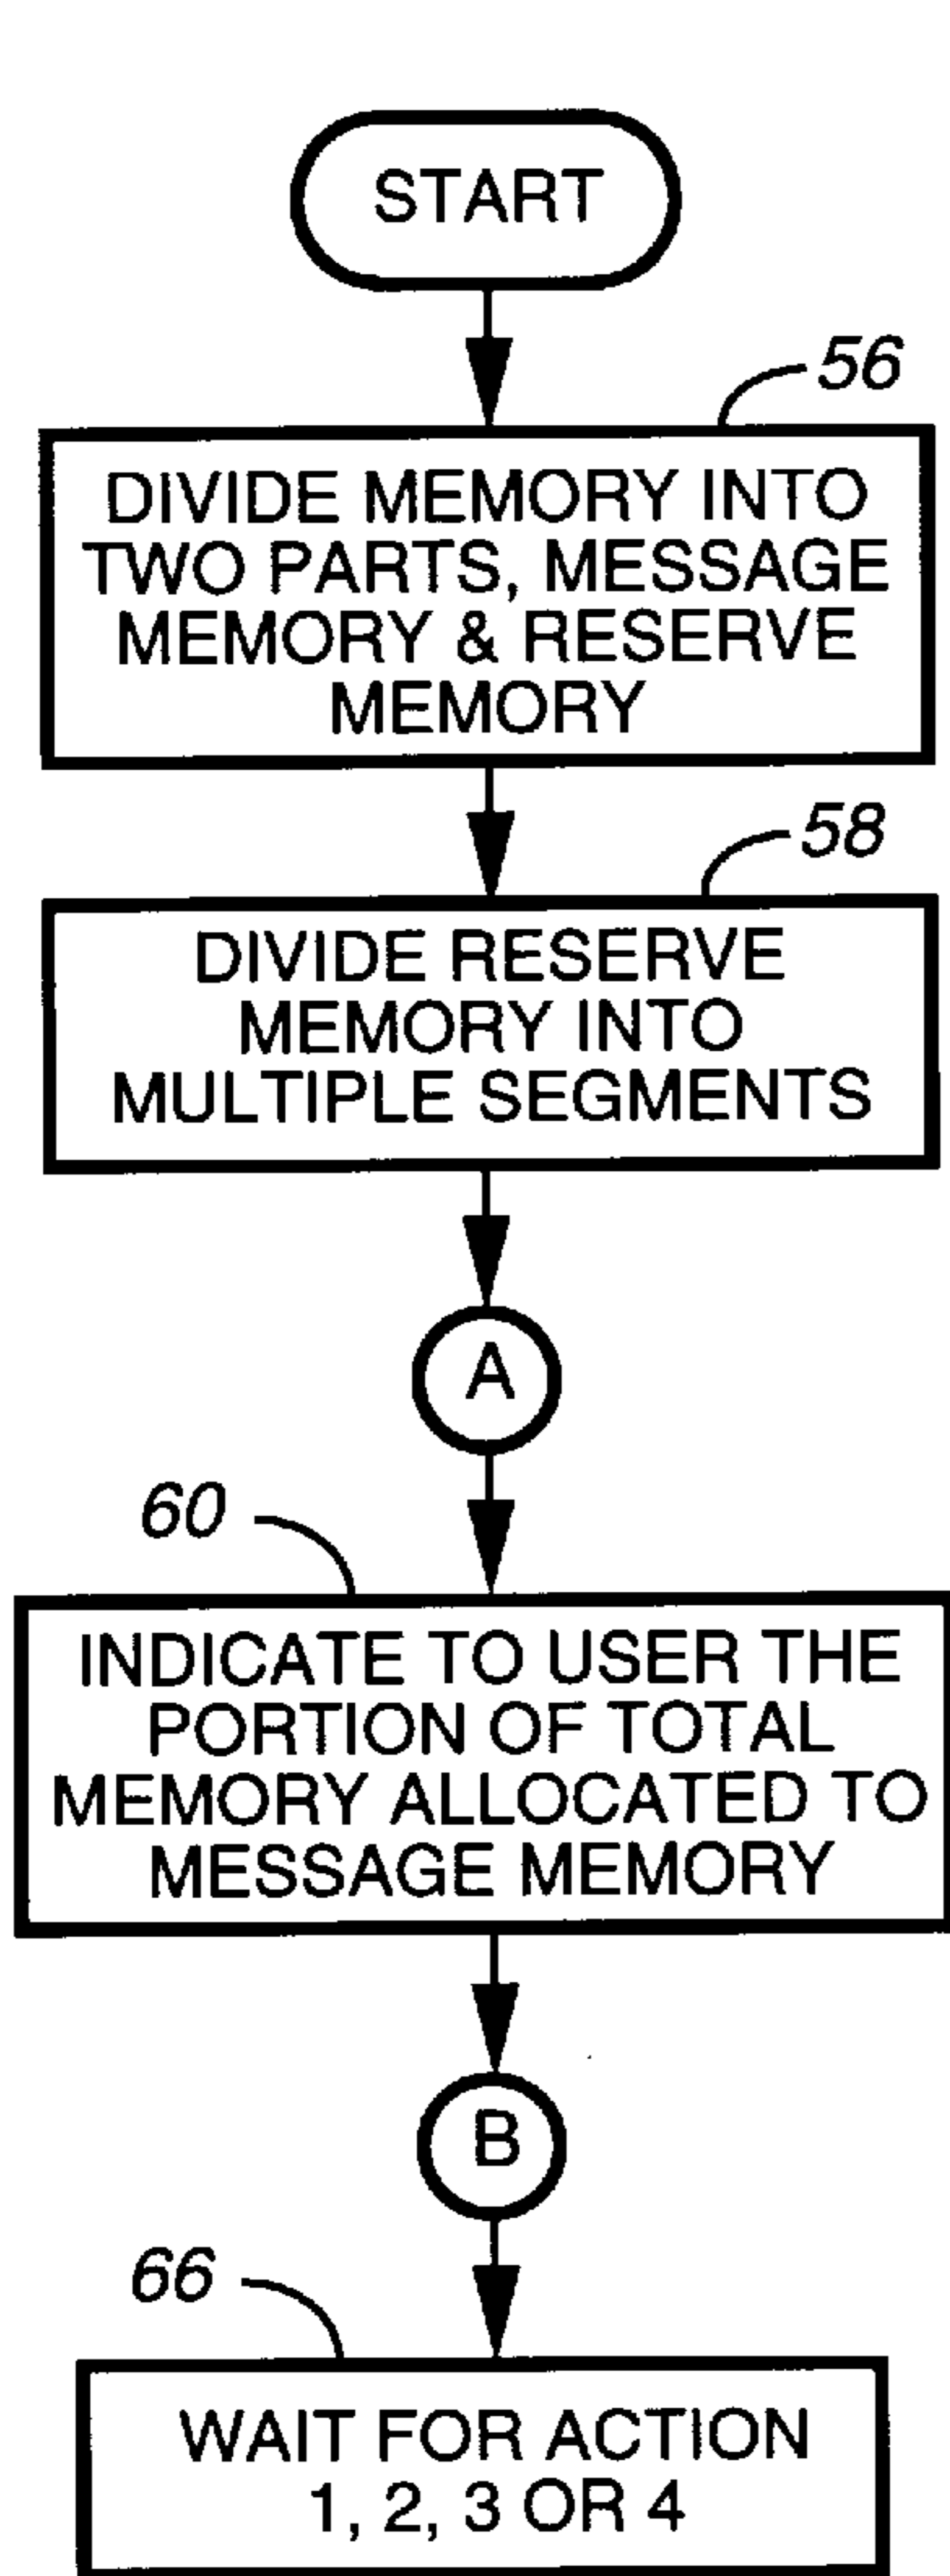 START
56
DIVIDE MEMORY INTO
TWO PARTS, MESSAGE
MEMORY & RESERVE
MEMORY
58
DIVIDE RESERVE
MEMORY INTO
MULTIPLE SEGMENTS
A
60
INDICATE TO USER THE
PORTION OF TOTAL
MEMORY ALLOCATED TO
MESSAGE MEMORY
B
66
WAIT FOR ACTION
1, 2, 3 OR 4